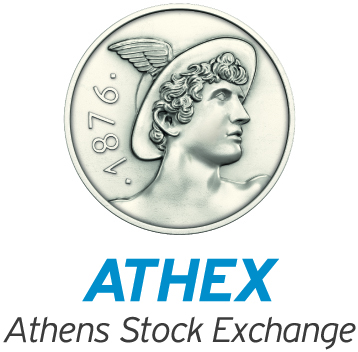 ·1876·
ATHEX
Athens Stock Exchange